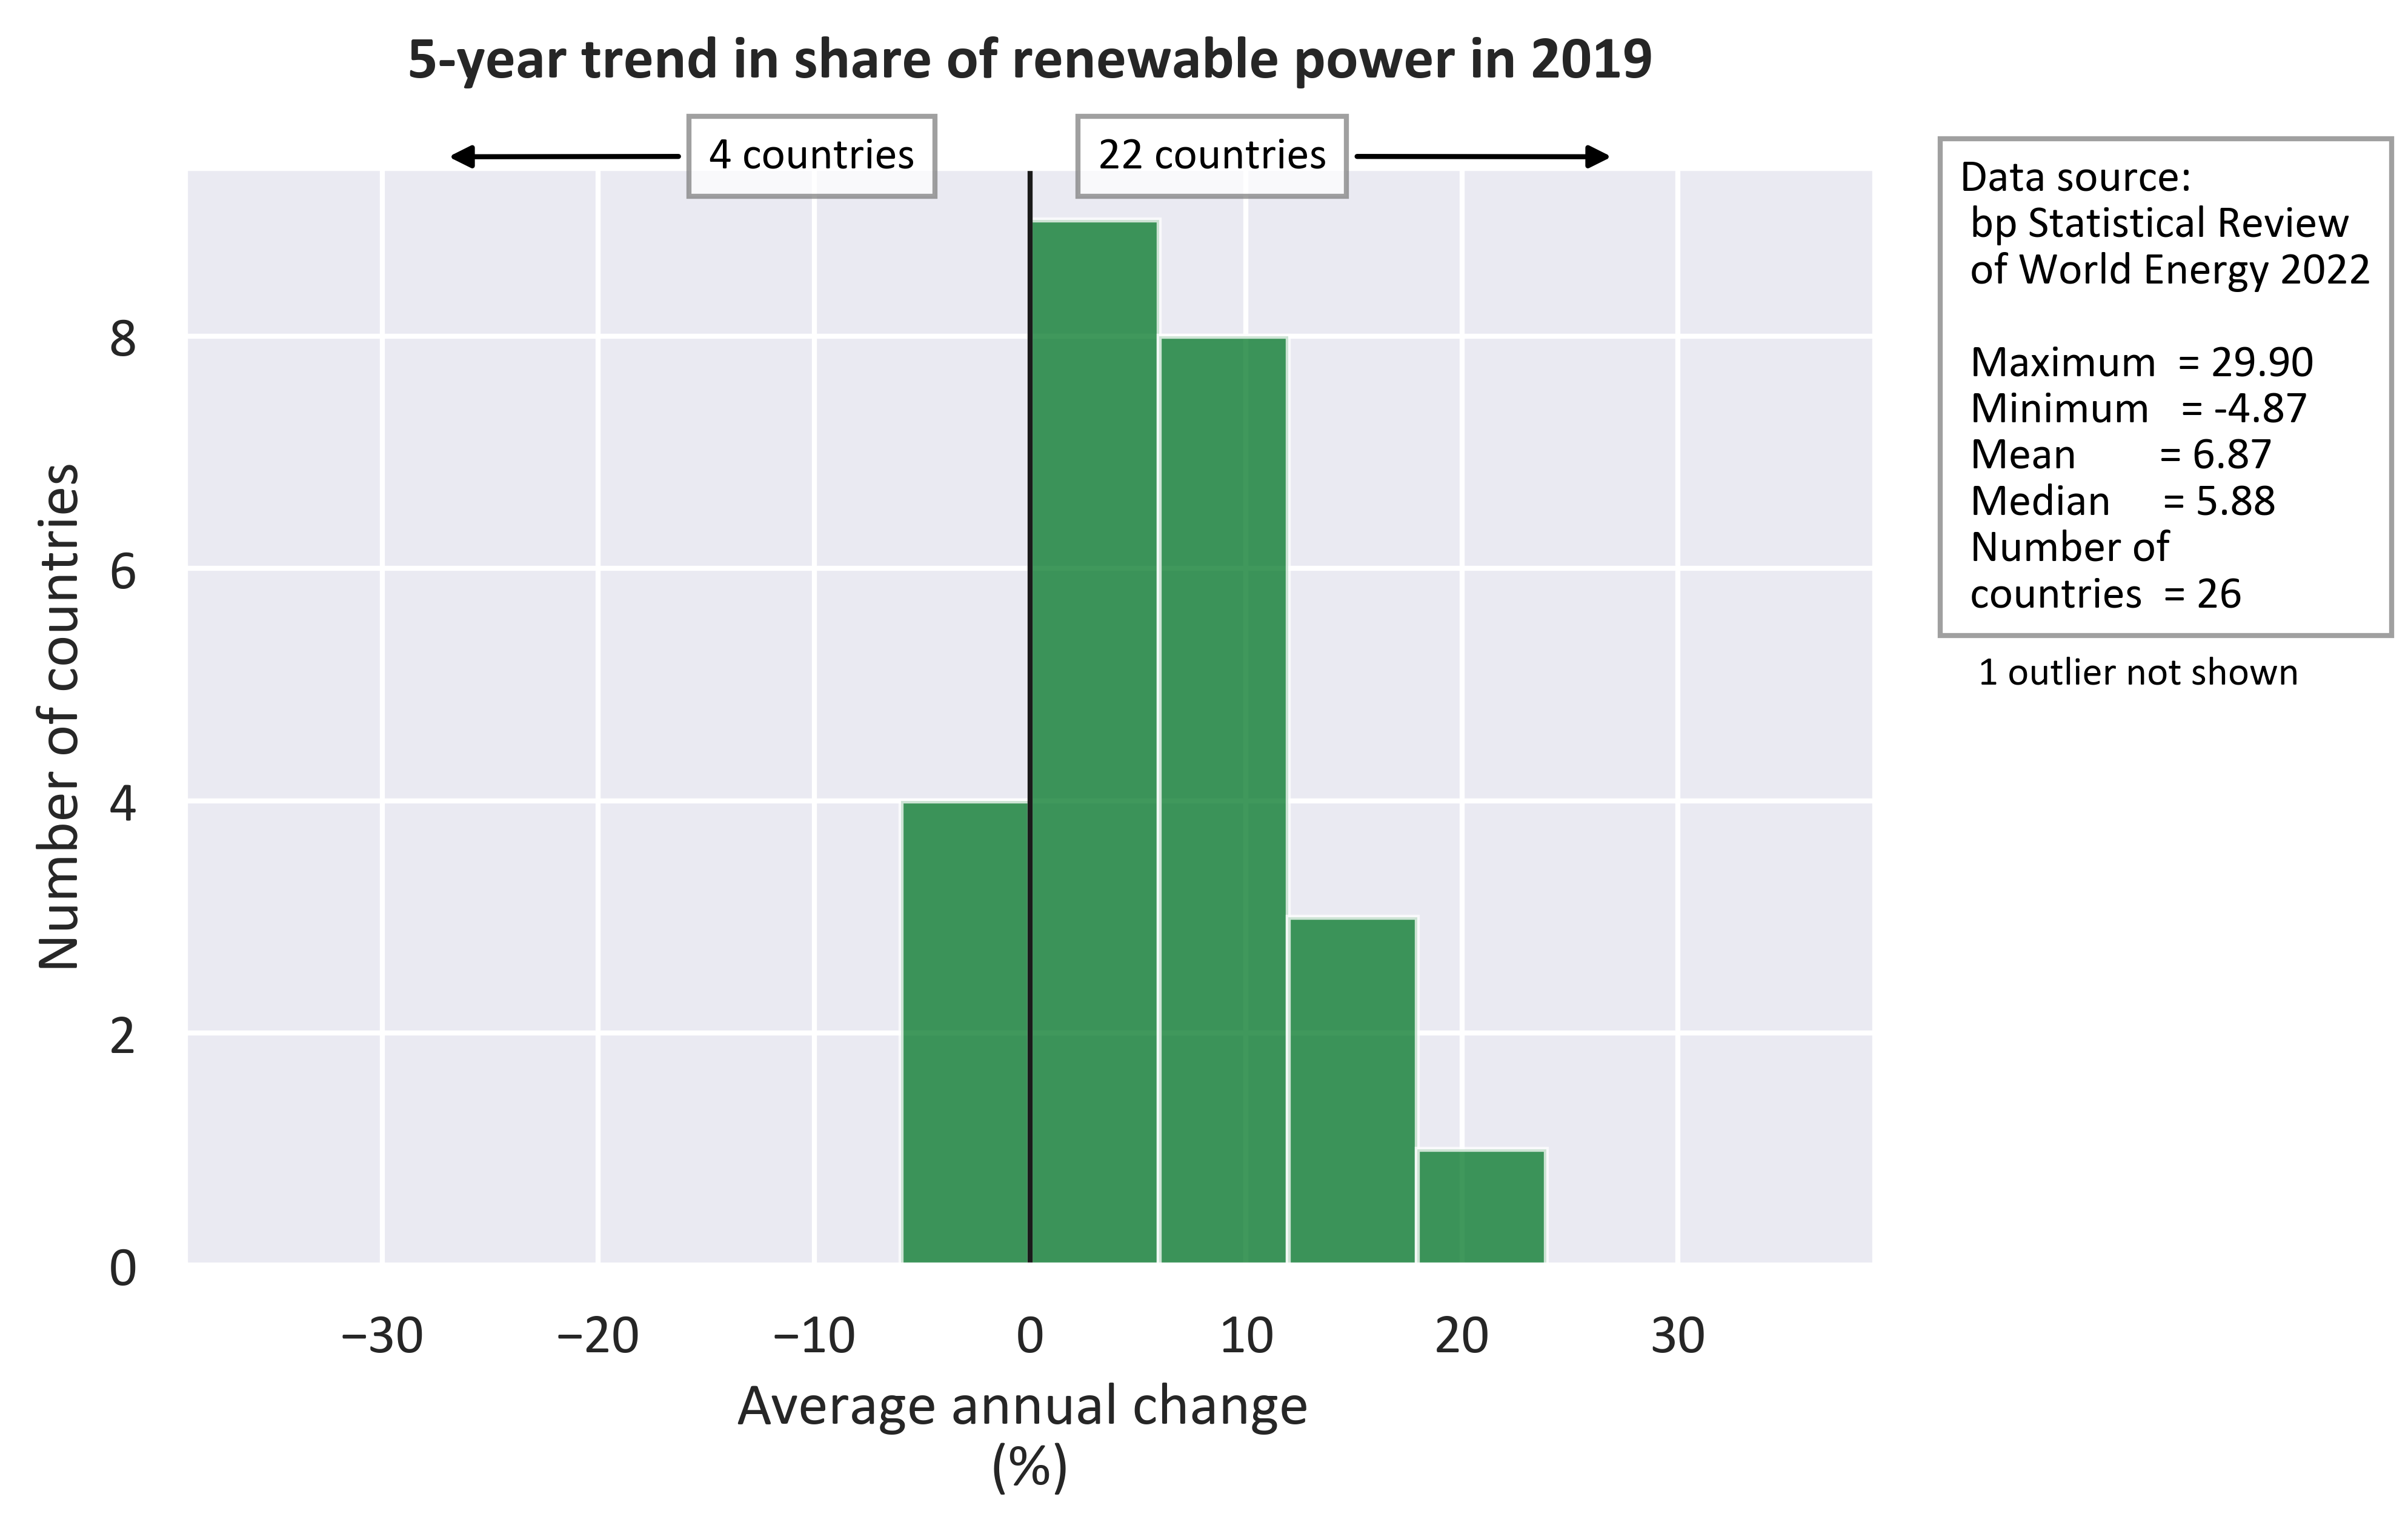 5-year trend in share of renewable power in 2019
4 countries
22 countries
Data source:
bp Statistical Review
of World Energy 2022
Maximum = 29.90
Minimum = -4.87
Mean = 6.87
Median = 5.88
Number of
countries = 26
1 outlier not shown
Number of countries
8
6
4
2
0
−30 −20 −10 0 10 20 30
Average annual change
(%)